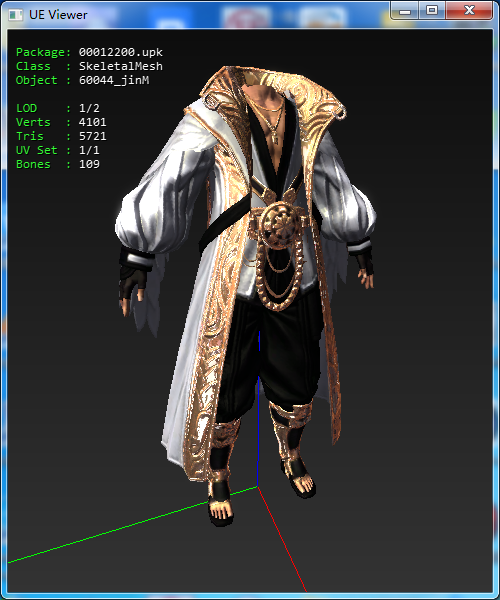 UE Viewer
Package: 00012200.upk
Class : SkeletalMesh
Object : 60044_jinM
LOD : 1/2
Verts : 4101
Tris : 5721
UV Set : 1/1
Bones : 109